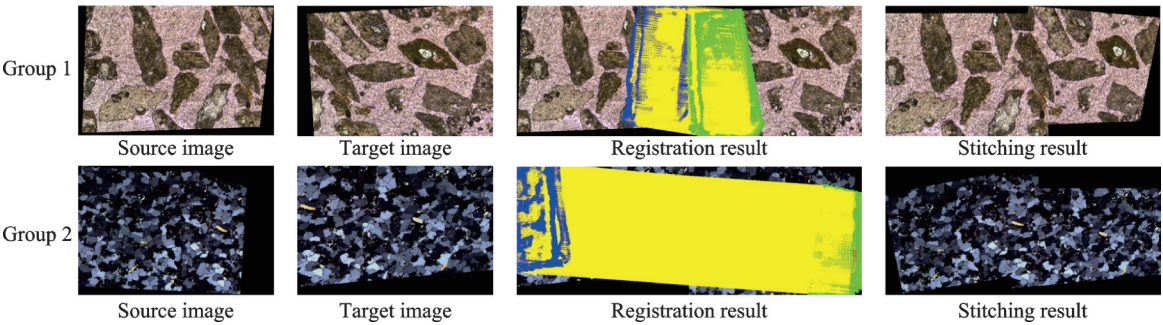 Group 1
Source image
Target image
Registration result
Stitching result
Group 2
Source image
Target image
Registration result
Stitching result